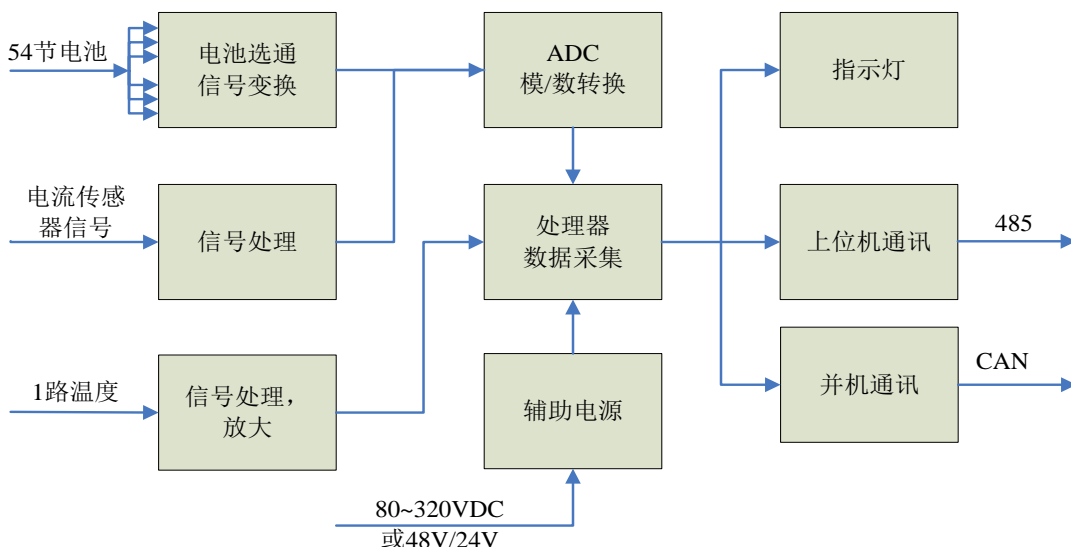 54节电池
电池选通
信号变换
ADC
模/数转换
指示灯
电流传感
器信号
信号处理
处理器
数据采集
上位机通讯
485
1路温度
信号处理,
放大
辅助电源
并机通讯
CAN
80~320VDC
或48V/24V